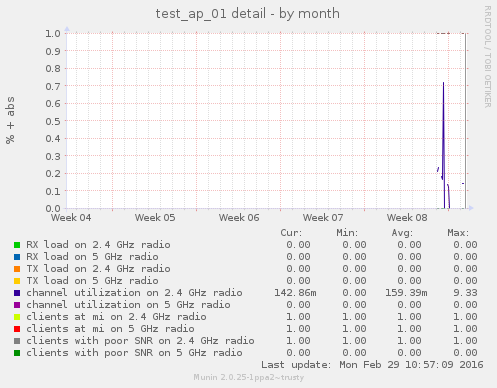 test_ap_01 detail - by month
RRDTOOL / TOBI OETIKER
% + abs
1.0
0.9
0.8
0.7
0.6
0.5
0.4
0.3
0.2
0.1
0.0
Week 04 Week 05 Week 06 Week 07 Week 08
Cur: Min: Avg: Max:
RX load on 2.4 GHz radio 0.00 0.00 0.00 0.00
RX load on 5 GHz radio 0.00 0.00 0.00 0.00
TX load on 2.4 GHz radio 0.00 0.00 0.00 0.00
TX load on 5 GHz radio 0.00 0.00 0.00 0.00
channel utilization on 2.4 GHz radio 142.86m 0.00 159.39m 9.33
channel utilization on 5 GHz radio 0.00 0.00 0.00 0.00
clients at mi on 2.4 GHz radio 1.00 1.00 1.00 1.00
clients at mi on 5 GHz radio 1.00 1.00 1.00 1.00
clients with poor SNR on 2.4 GHz radio 1.00 1.00 1.00 1.00
clients with poor SNR on 5 GHz radio 0.00 0.00 0.00 0.00
Last update: Mon Feb 29 10:57:09 2016
Munin 2.0.25-1ppa2~trusty